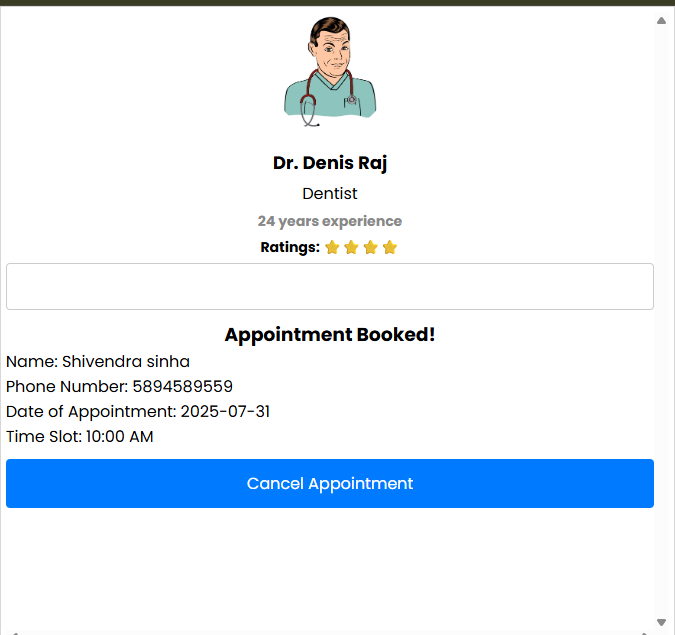 Dr. Denis Raj
Dentist
24 years experience
Ratings:
Appointment Booked!
Name: Shivendra sinha
Phone Number: 5894589559
Date of Appointment: 2025-07-31
Time Slot: 10:00 AM
Cancel Appointment